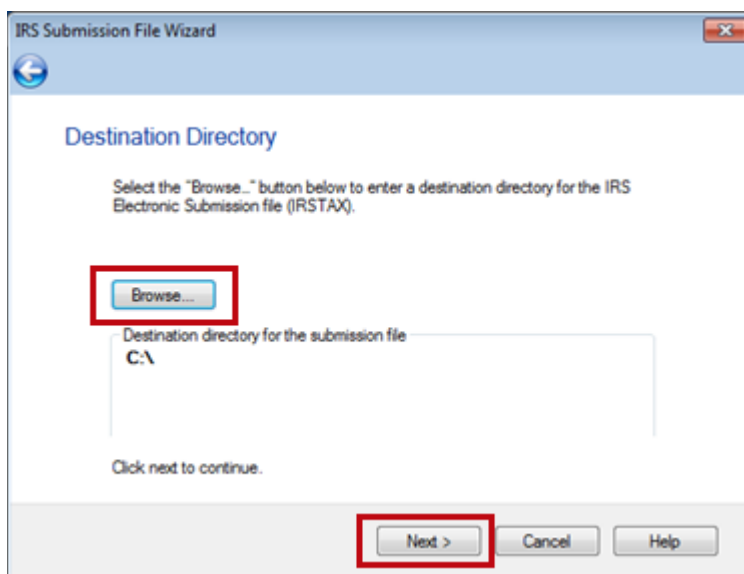 IRS Submission File Wizard
Destination Directory
Select the "Browse..." button below to enter a destination directory for the IRS
Electronic Submission file (IRSTAX).
Browse...
Destination directory for the submission file
C:\
Click next to continue.
Next >
Cancel
Help